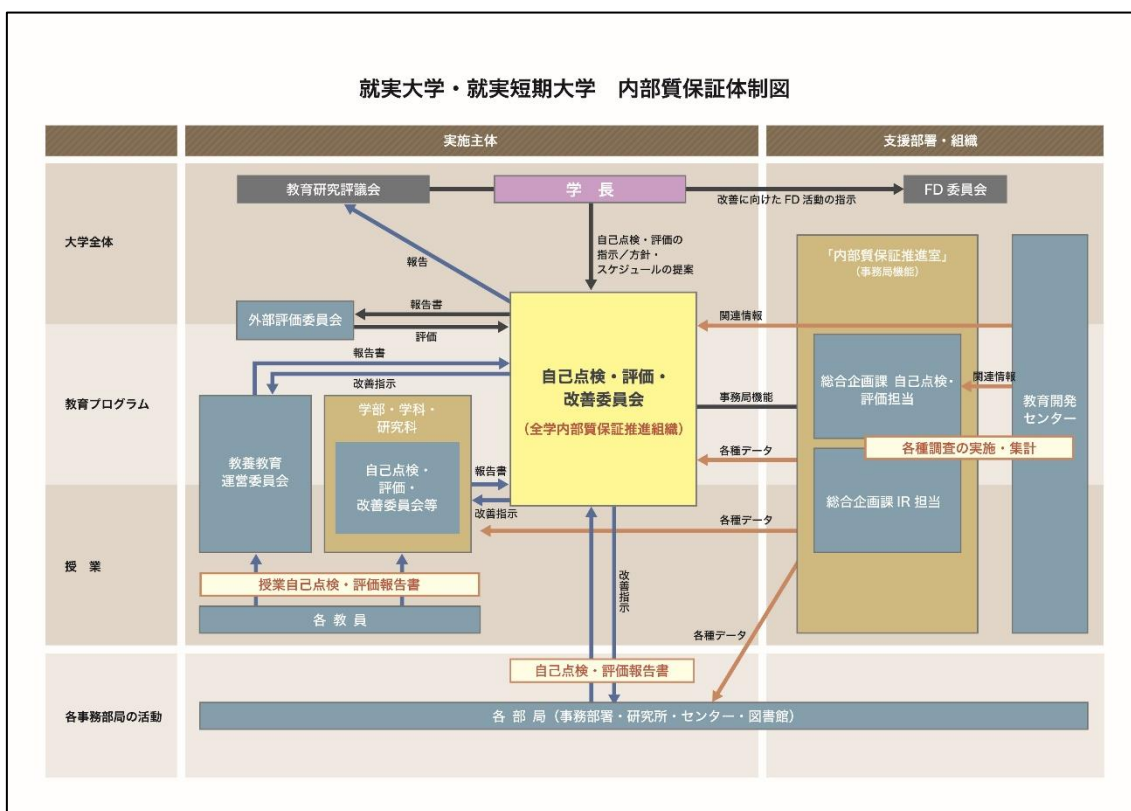 就実大学・就実短期大学　内部質保証体制図
実施主体
支援部署・組織
大学全体
教育研究評議会
学 長
改善に向けた FD 活動の指示
FD 委員会
報告
自己点検・評価の
指示／方針・
スケジュールの提案
「内部質保証推進室」
（事務局機能）
外部評価委員会
報告書
評価
関連情報
教育プログラム
報告書
改善指示
自己点検・評価・
改善委員会
（全学内部質保証推進組織）
事務局機能
総合企画課 自己点検・
評価担当
関連情報
教育開発
センター
学部・学科・
研究科
教養教育
運営委員会
自己点検・
評価・
改善委員会等
報告書
改善指示
各種データ
各種調査の実施・集計
総合企画課 IR 担当
各種データ
授 業
授業自己点検・評価報告書
各 教 員
改善指示
各種データ
自己点検・評価報告書
各事務部局の活動
各 部 局（事務部署・研究所・センター・図書館）